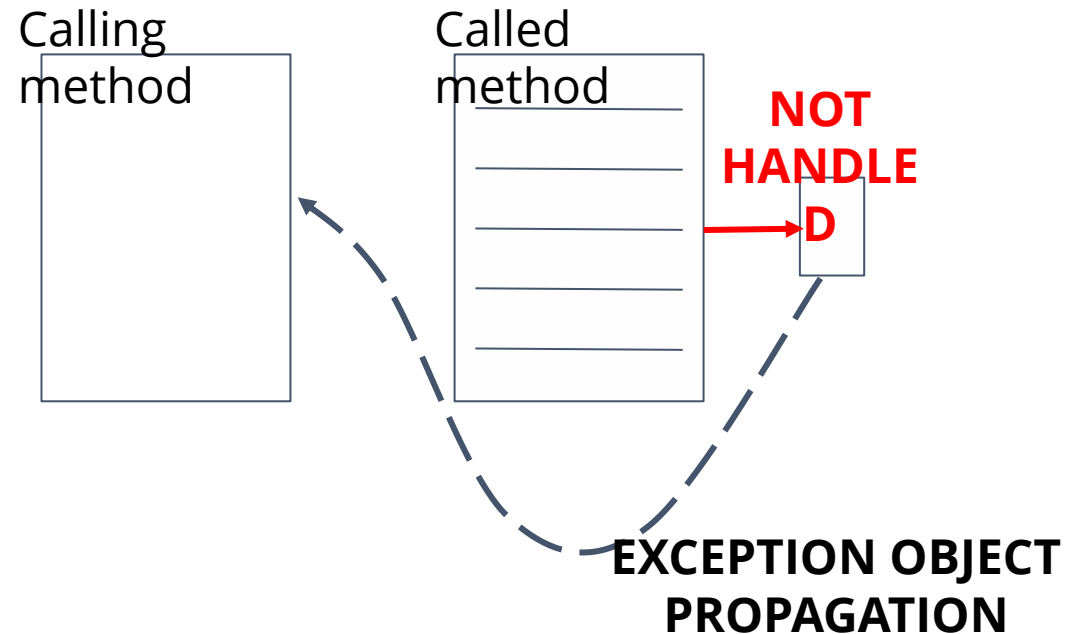 Calling
method
Called
method
NOT
HANDLE
D
EXCEPTION OBJECT
PROPAGATION